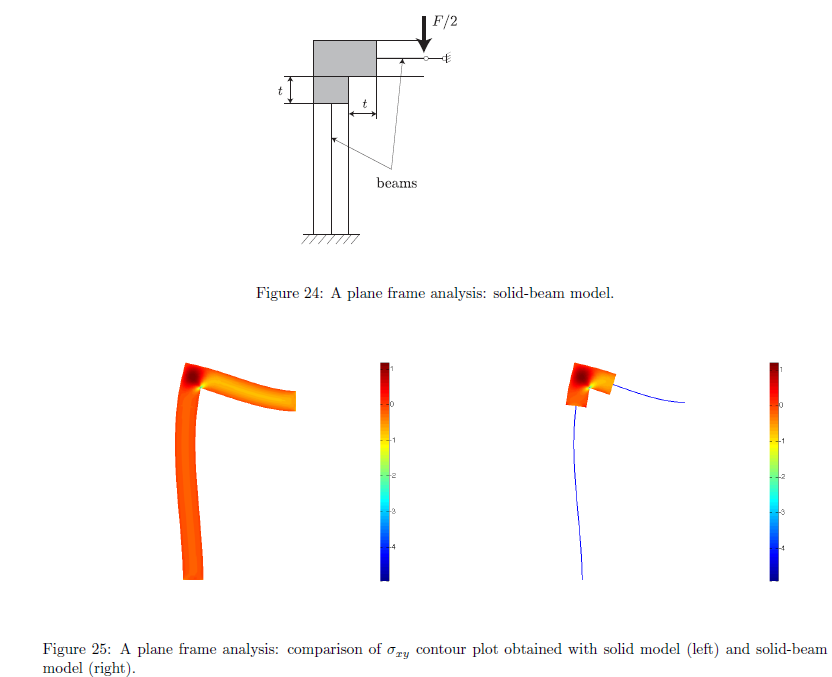 F/2
t
t
beams
Figure 24: A plane frame analysis: solid-beam model.
1
0
-1
-2
-3
-4
1
0
-1
-2
-3
-4
Figure 25: A plane frame analysis: comparison of σxy contour plot obtained with solid model (left) and solid-beam
model (right).